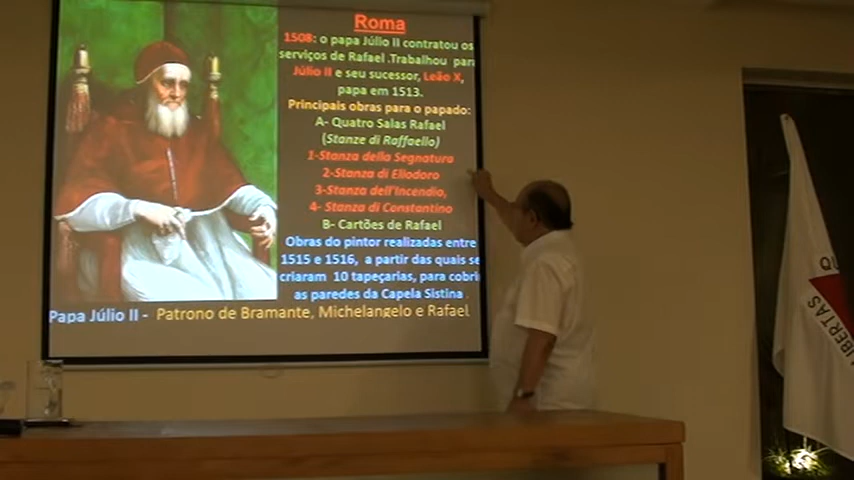 Roma
1508: o papa Júlio II contratou os
serviços de Rafael .Trabalhou para
Júlio II e seu sucessor, Leão X,
papa em 1513.
Principais obras para o papado:
A- Quatro Salas Rafael
(Stanze di Raffaello)
1-Stanza della Segnatura
2-Stanza di Eliodoro
3-Stanza dell'Incendio,
4- Stanza di Constantino
B- Cartões de Rafael
Obras do pintor realizadas entre
1515 e 1516, a partir das quais se
criaram 10 tapeçarias, para cobrir
as paredes da Capela Sistina
Papa Júlio II - Patrono de Bramante, Michelangelo e Rafael
LIBERTAS QU